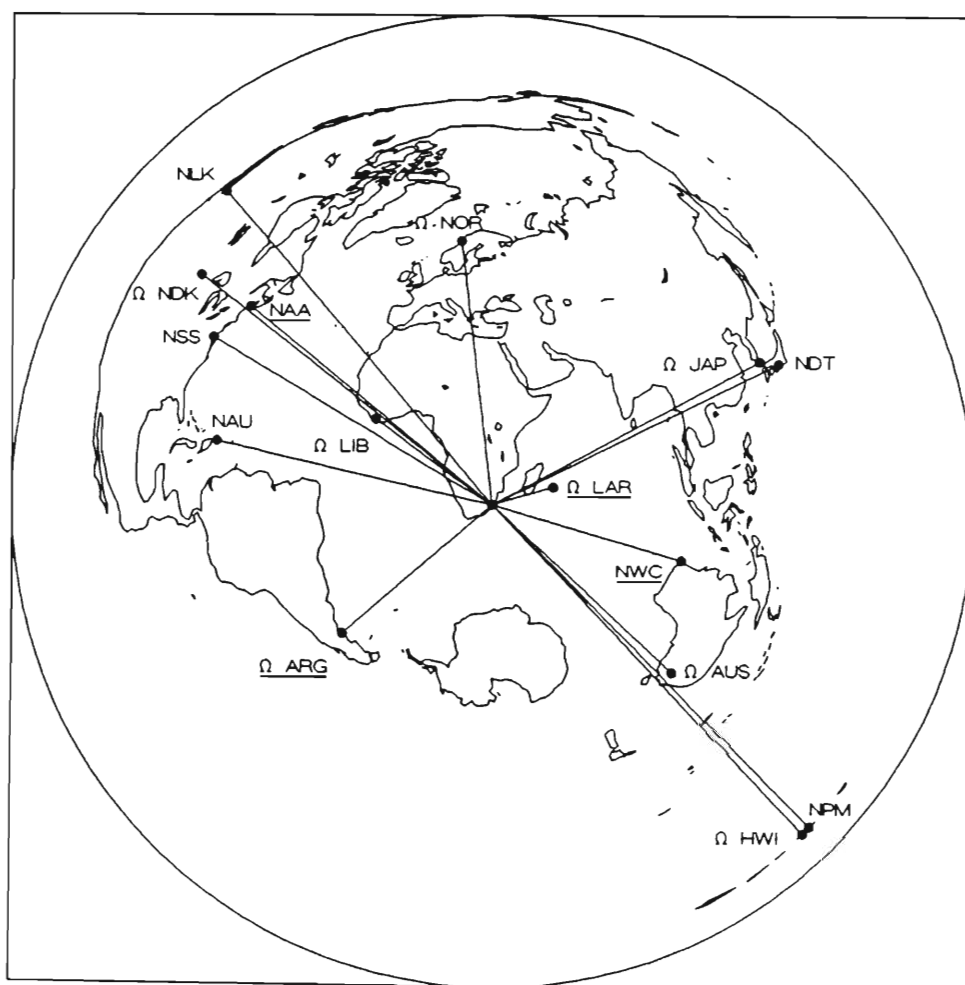 NLK
Ω NOR
Ω NDK
NAA
NSS
Ω JAP
NDT
NAU
Ω LIB
Ω LAR
NWC
Ω ARG
Ω AUS
NPM
Ω HWI